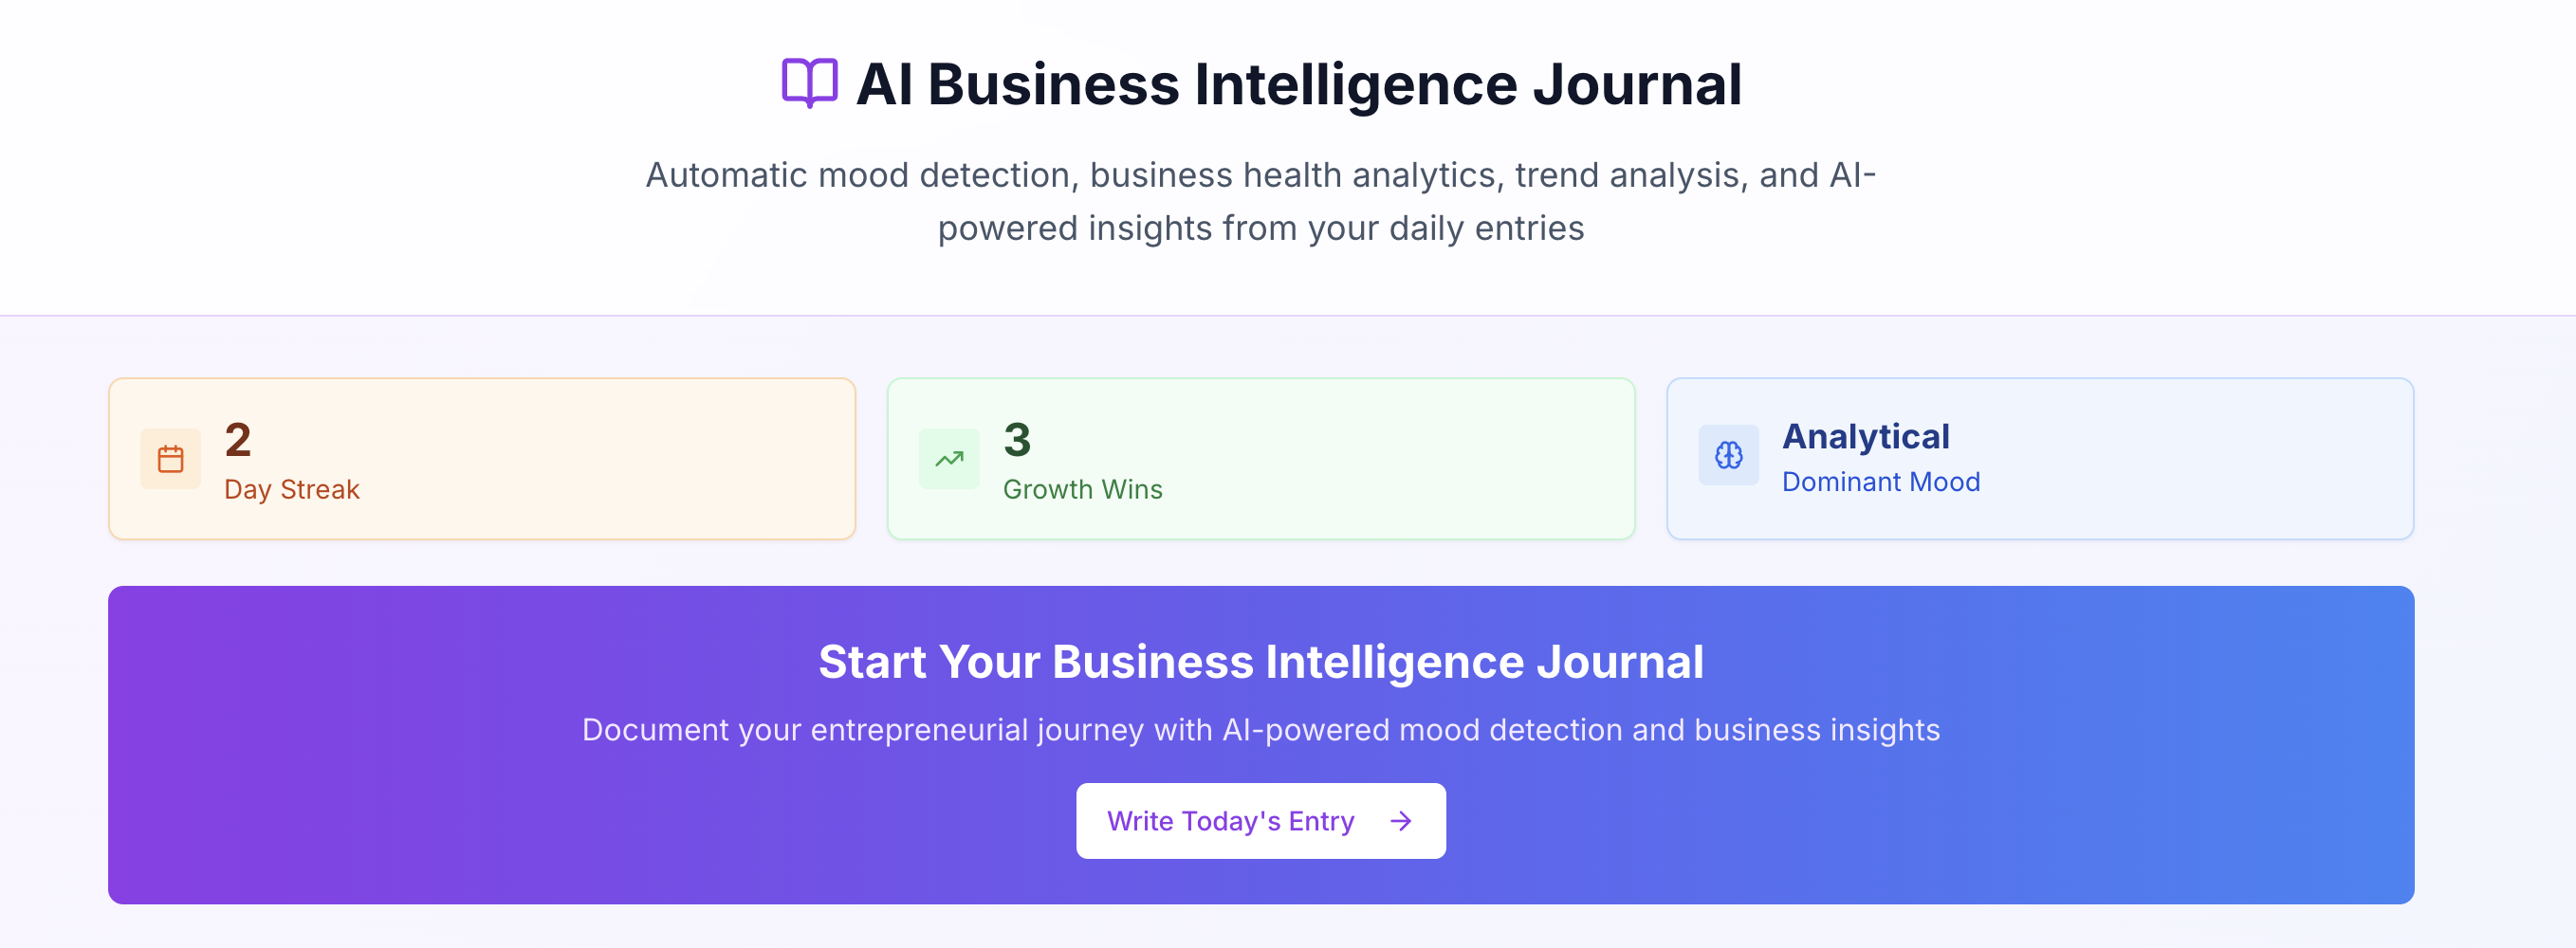 AI Business Intelligence Journal
Automatic mood detection, business health analytics, trend analysis, and AI-
powered insights from your daily entries
2
Day Streak
3
Growth Wins
Analytical
Dominant Mood
Start Your Business Intelligence Journal
Document your entrepreneurial journey with AI-powered mood detection and business insights
Write Today's Entry